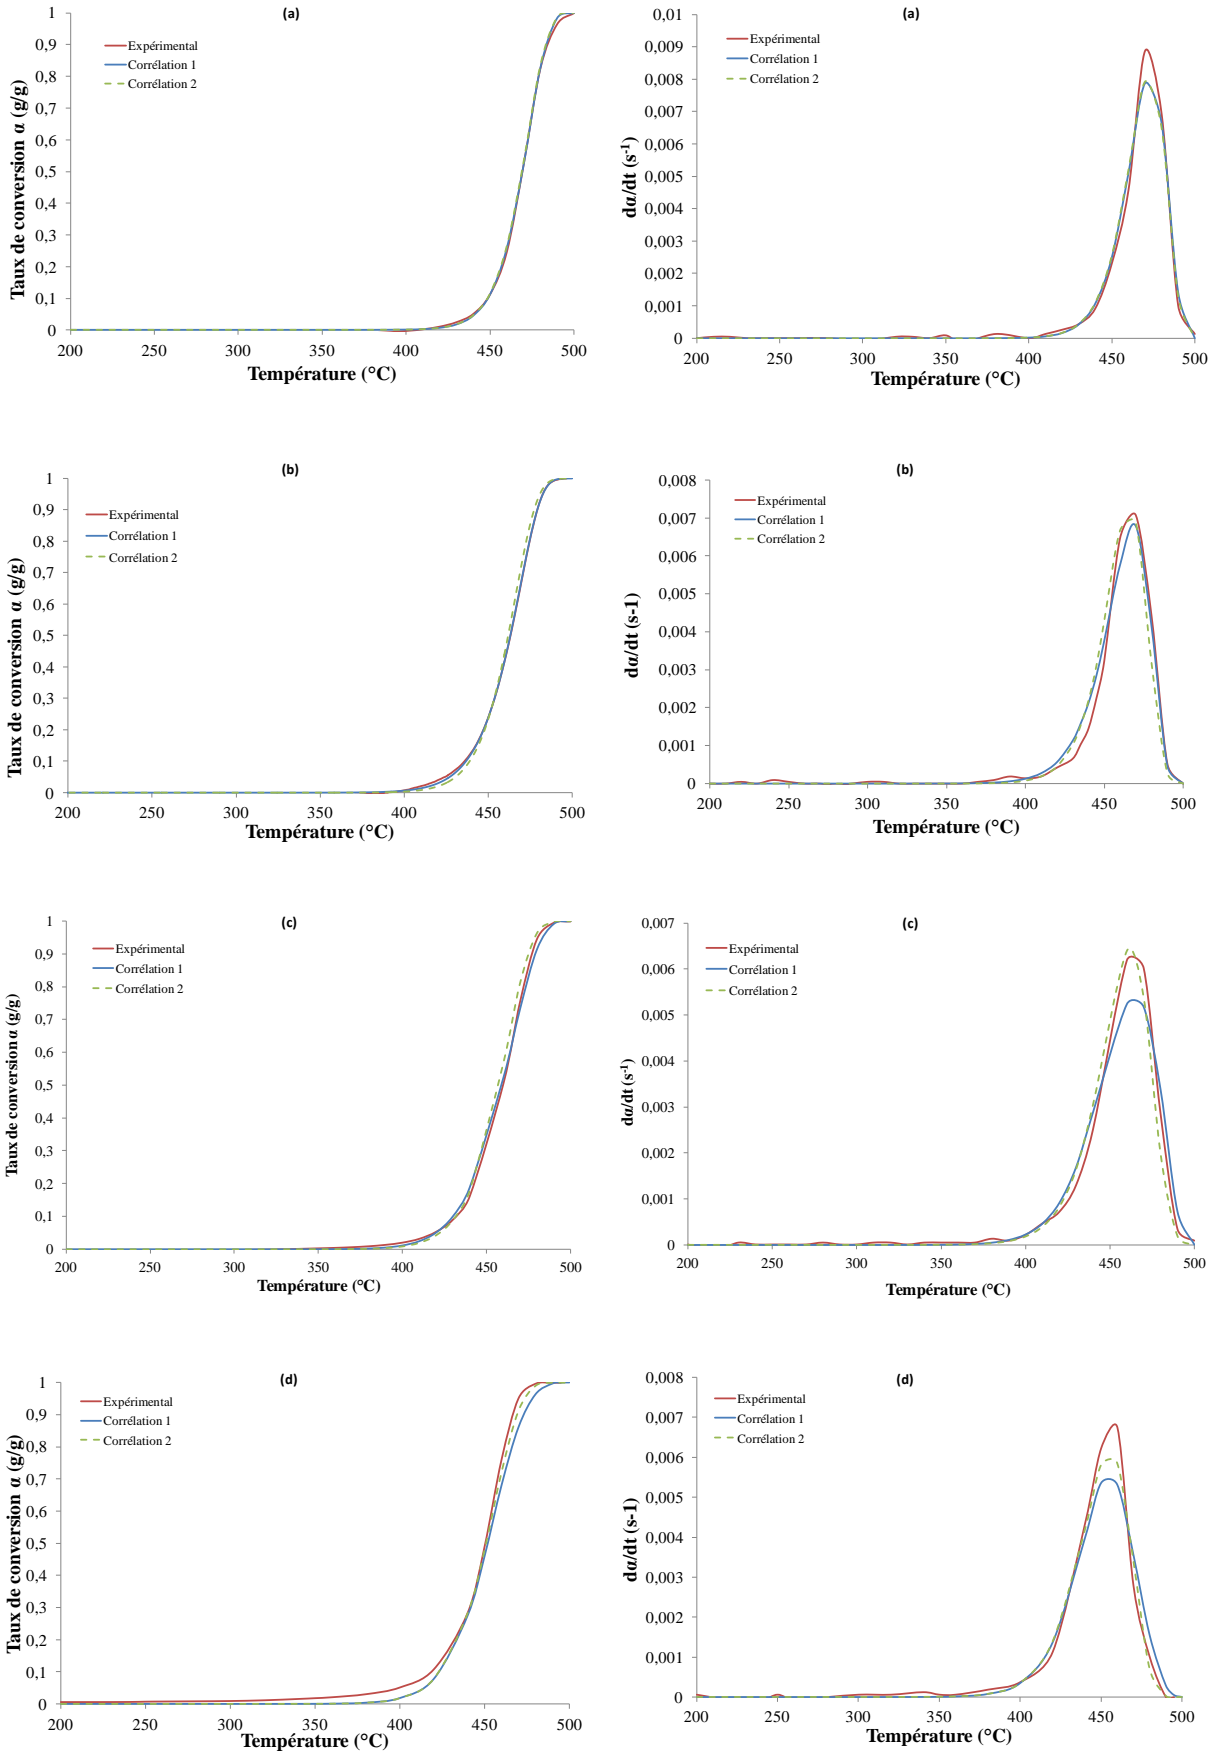 (a)
Taux de conversion α (g/g)
1
0,9
0,8
0,7
0,6
0,5
0,4
0,3
0,2
0,1
0
Expérimental
Corrélation 1
Corrélation 2
200 250 300 350 400 450 500
Température (°C)
(a)
dα/dt (s-1)
0,01
0,009
0,008
0,007
0,006
0,005
0,004
0,003
0,002
0,001
0
Expérimental
Corrélation 1
Corrélation 2
200 250 300 350 400 450 500
Température (°C)
(b)
Taux de conversion α (g/g)
1
0,9
0,8
0,7
0,6
0,5
0,4
0,3
0,2
0,1
0
Expérimental
Corrélation 1
Corrélation 2
200 250 300 350 400 450 500
Température (°C)
(b)
dα/dt (s-1)
0,008
0,007
0,006
0,005
0,004
0,003
0,002
0,001
0
Expérimental
Corrélation 1
Corrélation 2
200 250 300 350 400 450 500
Température (°C)
(c)
Taux de conversion α (g/g)
1
0,9
0,8
0,7
0,6
0,5
0,4
0,3
0,2
0,1
0
Expérimental
Corrélation 1
Corrélation 2
200 250 300 350 400 450 500
Température (°C)
(c)
dα/dt (s-1)
0,007
0,006
0,005
0,004
0,003
0,002
0,001
0
Expérimental
Corrélation 1
Corrélation 2
200 250 300 350 400 450 500
Température (°C)
(d)
Taux de conversion α (g/g)
1
0,9
0,8
0,7
0,6
0,5
0,4
0,3
0,2
0,1
0
Expérimental
Corrélation 1
Corrélation 2
200 250 300 350 400 450 500
Température (°C)
(d)
dα/dt (s-1)
0,008
0,007
0,006
0,005
0,004
0,003
0,002
0,001
0
Expérimental
Corrélation 1
Corrélation 2
200 250 300 350 400 450 500
Température (°C)